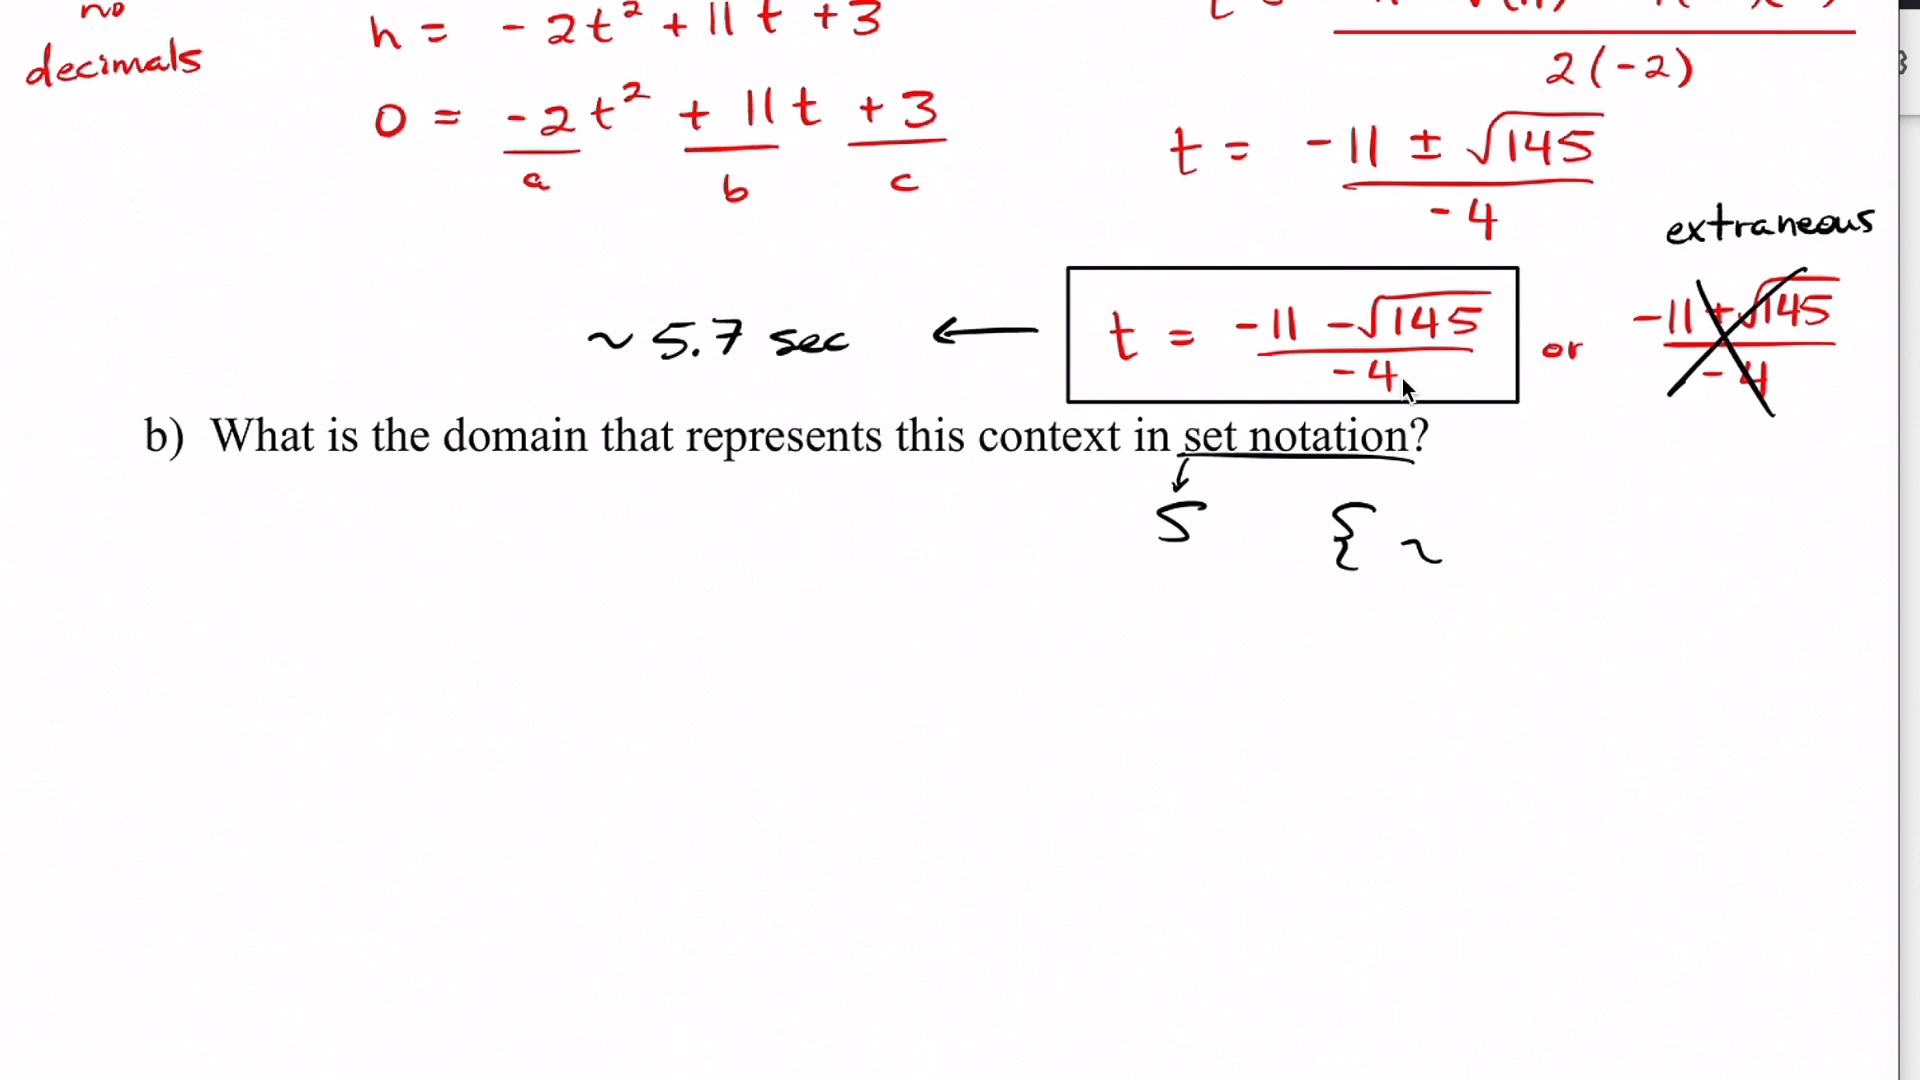 no
decimals
h = -2t² + 11t + 3
0 = -2t² + 11t + 3
a b c
2(-2)
t = -11 ± √145
-4
extraneous
~ 5.7 sec ← t = -11 - √145 or -11 + √145
-4 -4
b) What is the domain that represents this context in set notation?
S { ~